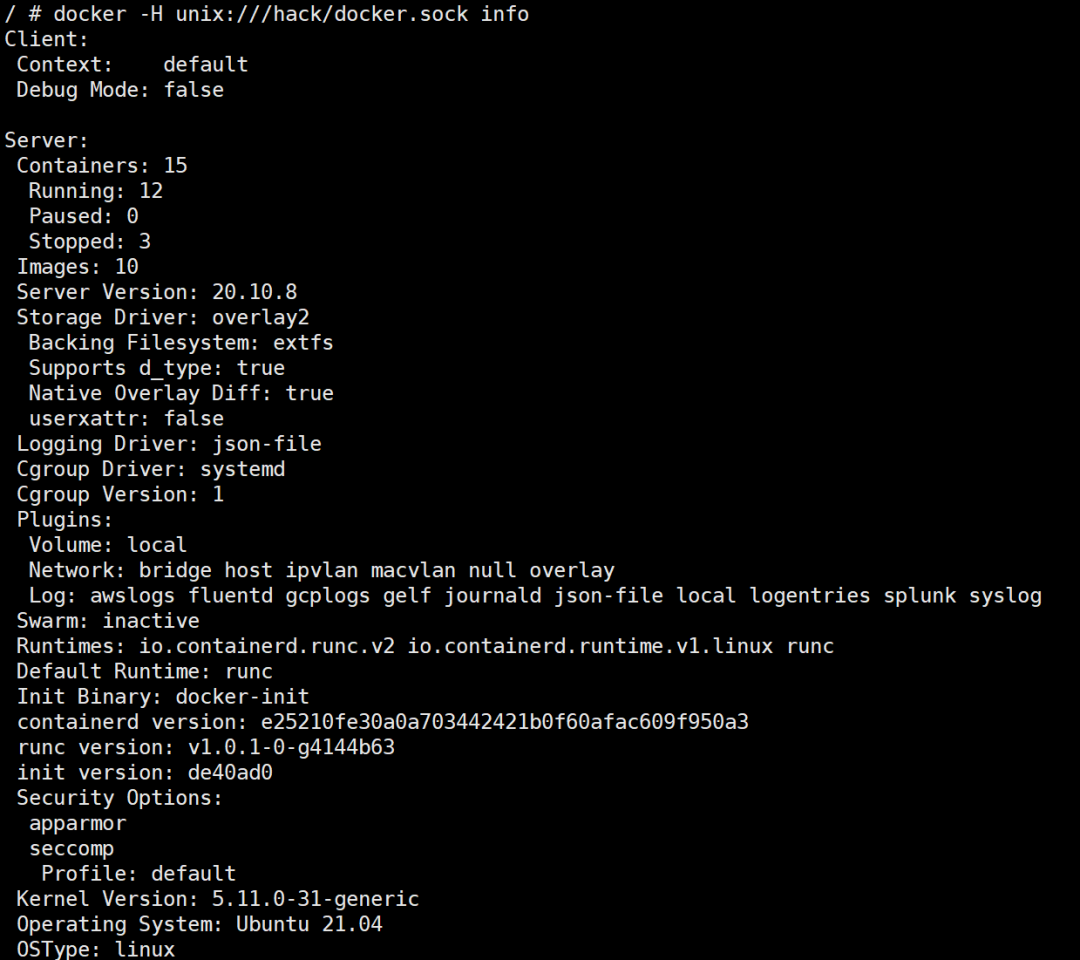 / # docker -H unix:///hack/docker.sock info
Client:
 Context:    default
 Debug Mode: false

Server:
 Containers: 15
  Running: 12
  Paused: 0
  Stopped: 3
 Images: 10
 Server Version: 20.10.8
 Storage Driver: overlay2
  Backing Filesystem: extfs
  Supports d_type: true
  Native Overlay Diff: true
  userxattr: false
 Logging Driver: json-file
 Cgroup Driver: systemd
 Cgroup Version: 1
 Plugins:
  Volume: local
  Network: bridge host ipvlan macvlan null overlay
  Log: awslogs fluentd gcplogs gelf journald json-file local logentries splunk syslog
 Swarm: inactive
 Runtimes: io.containerd.runc.v2 io.containerd.runtime.v1.linux runc
 Default Runtime: runc
 Init Binary: docker-init
 containerd version: e25210fe30a0a703442421b0f60afac609f950a3
 runc version: v1.0.1-0-g4144b63
 init version: de40ad0
 Security Options:
  apparmor
  seccomp
   Profile: default
 Kernel Version: 5.11.0-31-generic
 Operating System: Ubuntu 21.04
 OSType: linux